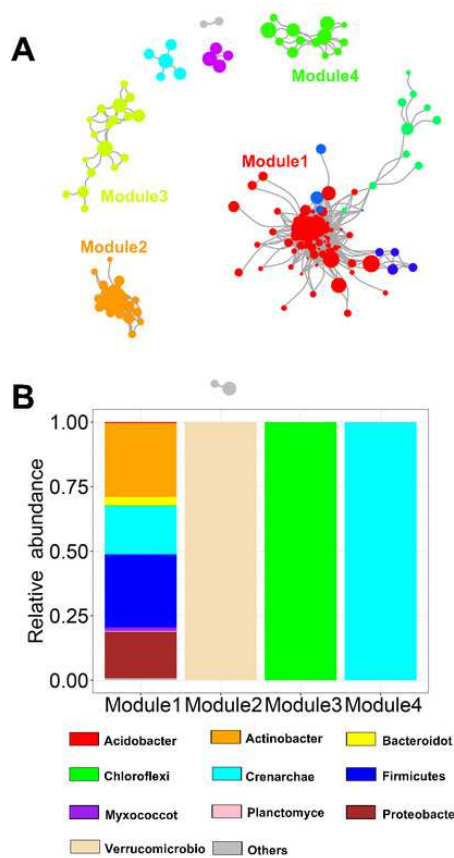 A
Module4
Module1
Module3
Module2
B
Relative abundance
1.00
0.75
0.50
0.25
0.00
Module1 Module2 Module3 Module4
Acidobacter Actinobacter Bacteroidot
Chloroflexi Crenarchae Firmicutes
Myxococcot Planctomyce Proteobacte
Verrucomicrobio Others